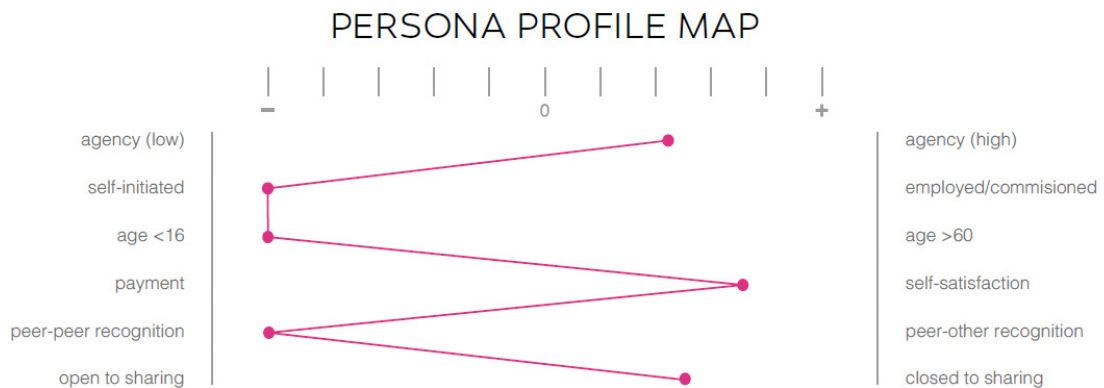 PERSONA PROFILE MAP
– 0 +
agency (low) agency (high)
self-initiated employed/commisioned
age <16 age >60
payment self-satisfaction
peer-peer recognition peer-other recognition
open to sharing closed to sharing